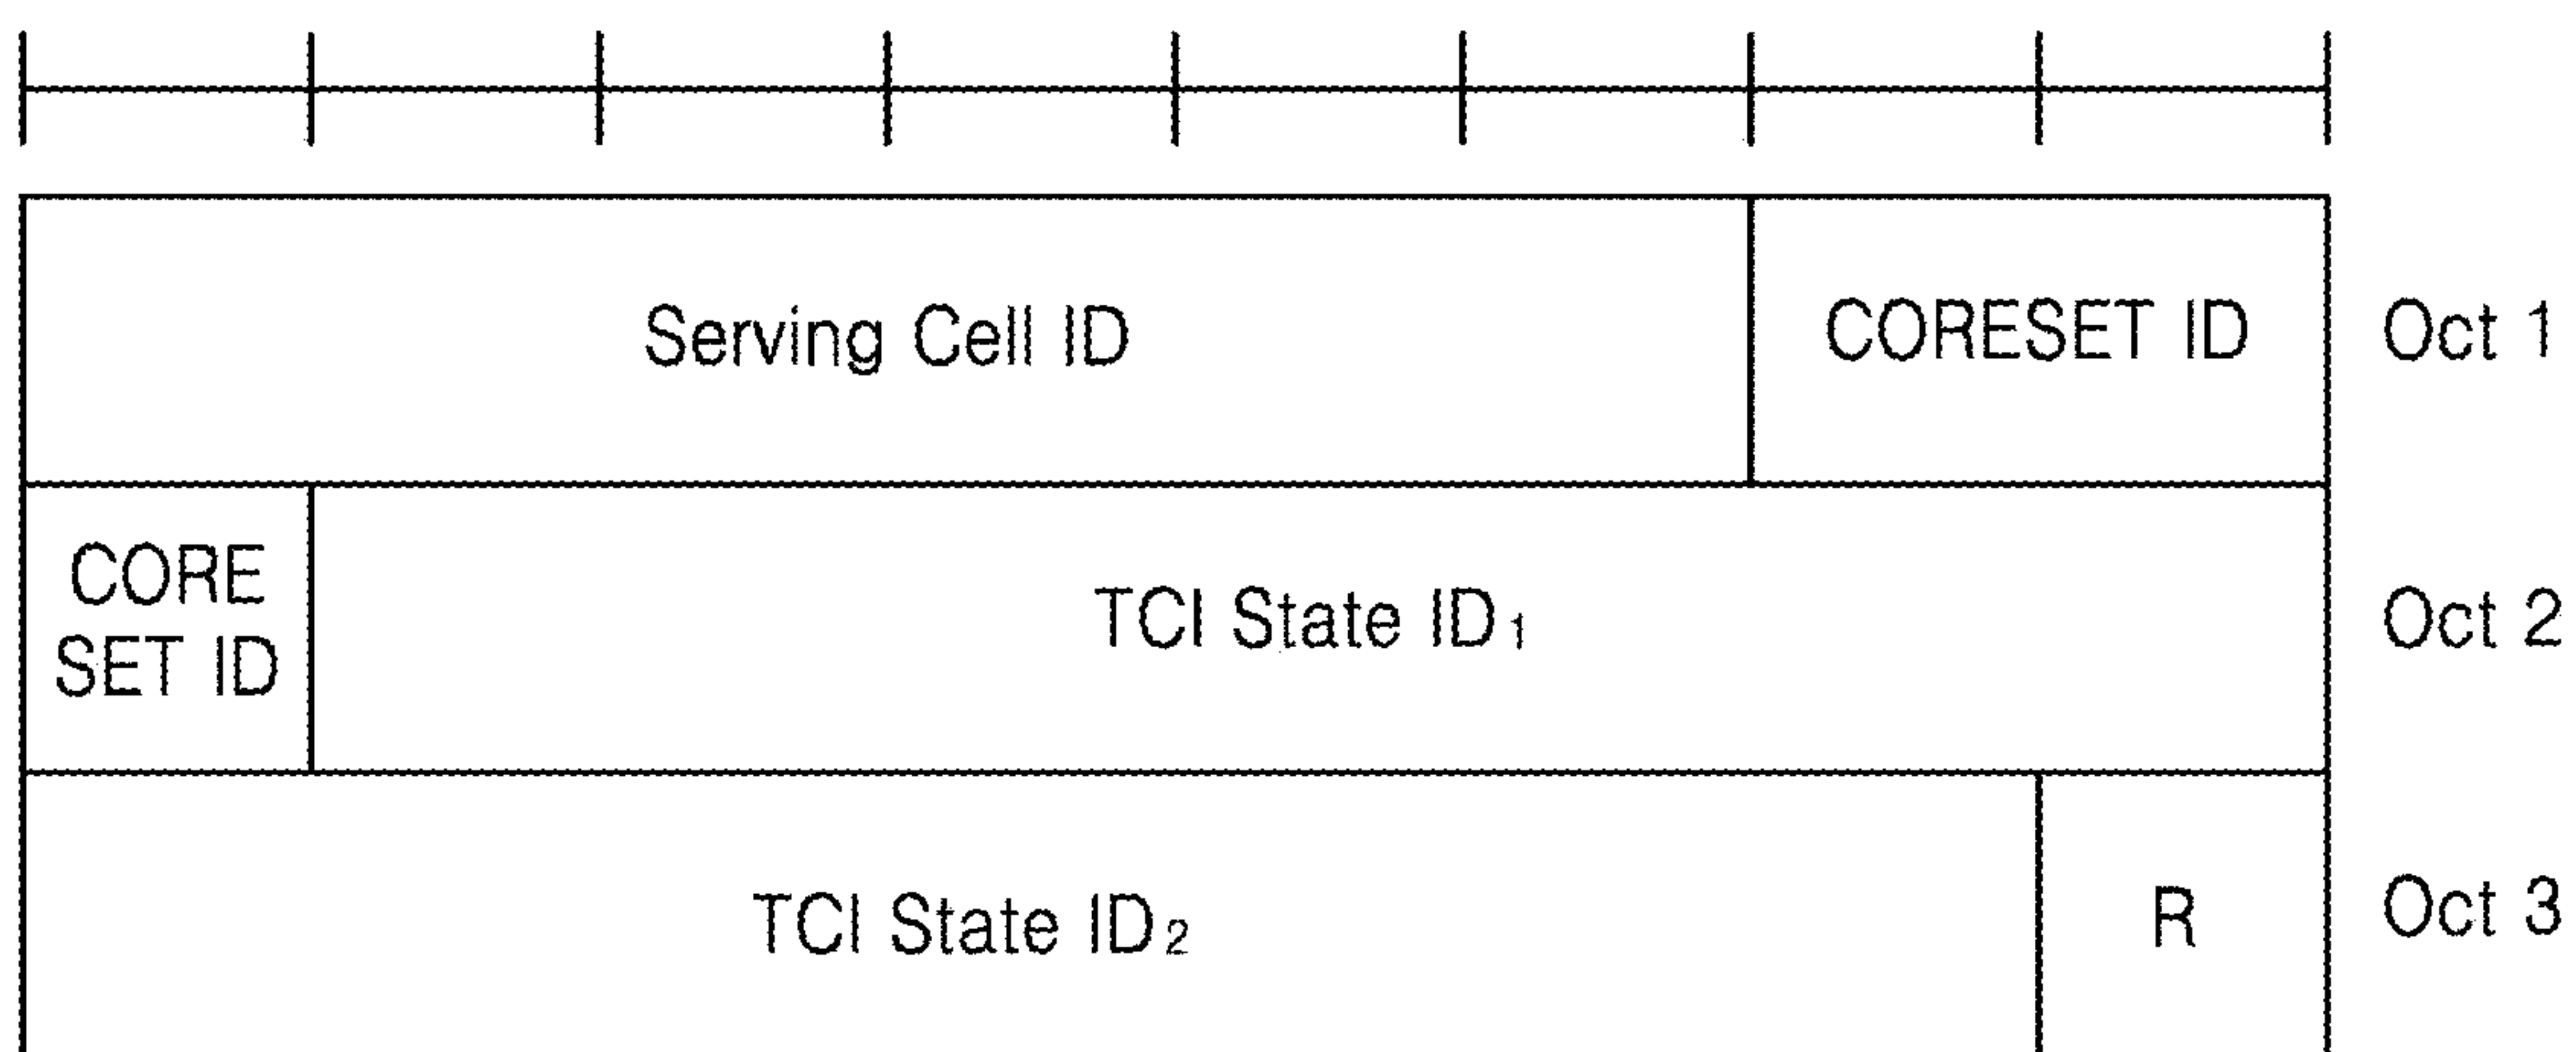 Serving Cell ID CORESET ID Oct 1
CORE
SET ID
TCI State ID₁ Oct 2
TCI State ID₂ R Oct 3